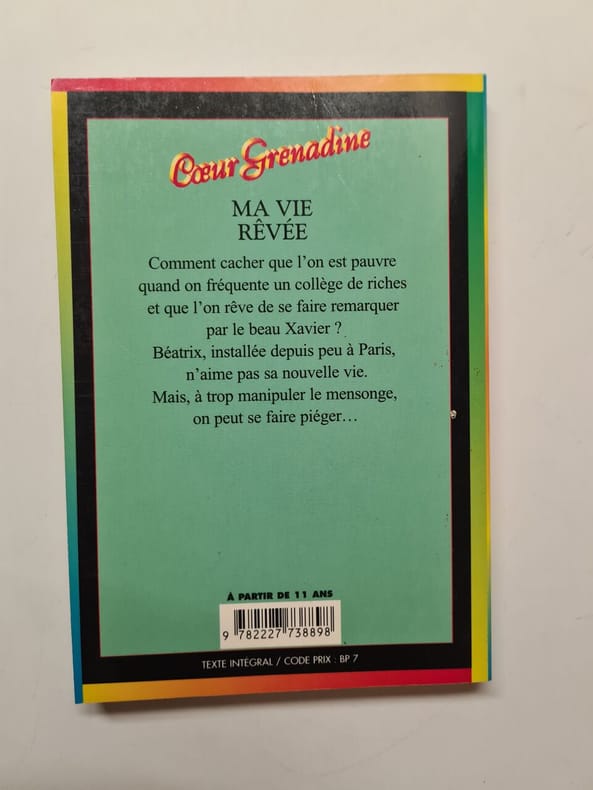 Cœur Grenadine
MA VIE
RÊVÉE
Comment cacher que l'on est pauvre
quand on fréquente un collège de riches
et que l'on rêve de se faire remarquer
par le beau Xavier ?
Béatrix, installée depuis peu à Paris,
n'aime pas sa nouvelle vie.
Mais, à trop manipuler le mensonge,
on peut se faire piéger…
À PARTIR DE 11 ANS
9 782227 738898
TEXTE INTÉGRAL / CODE PRIX : BP 7